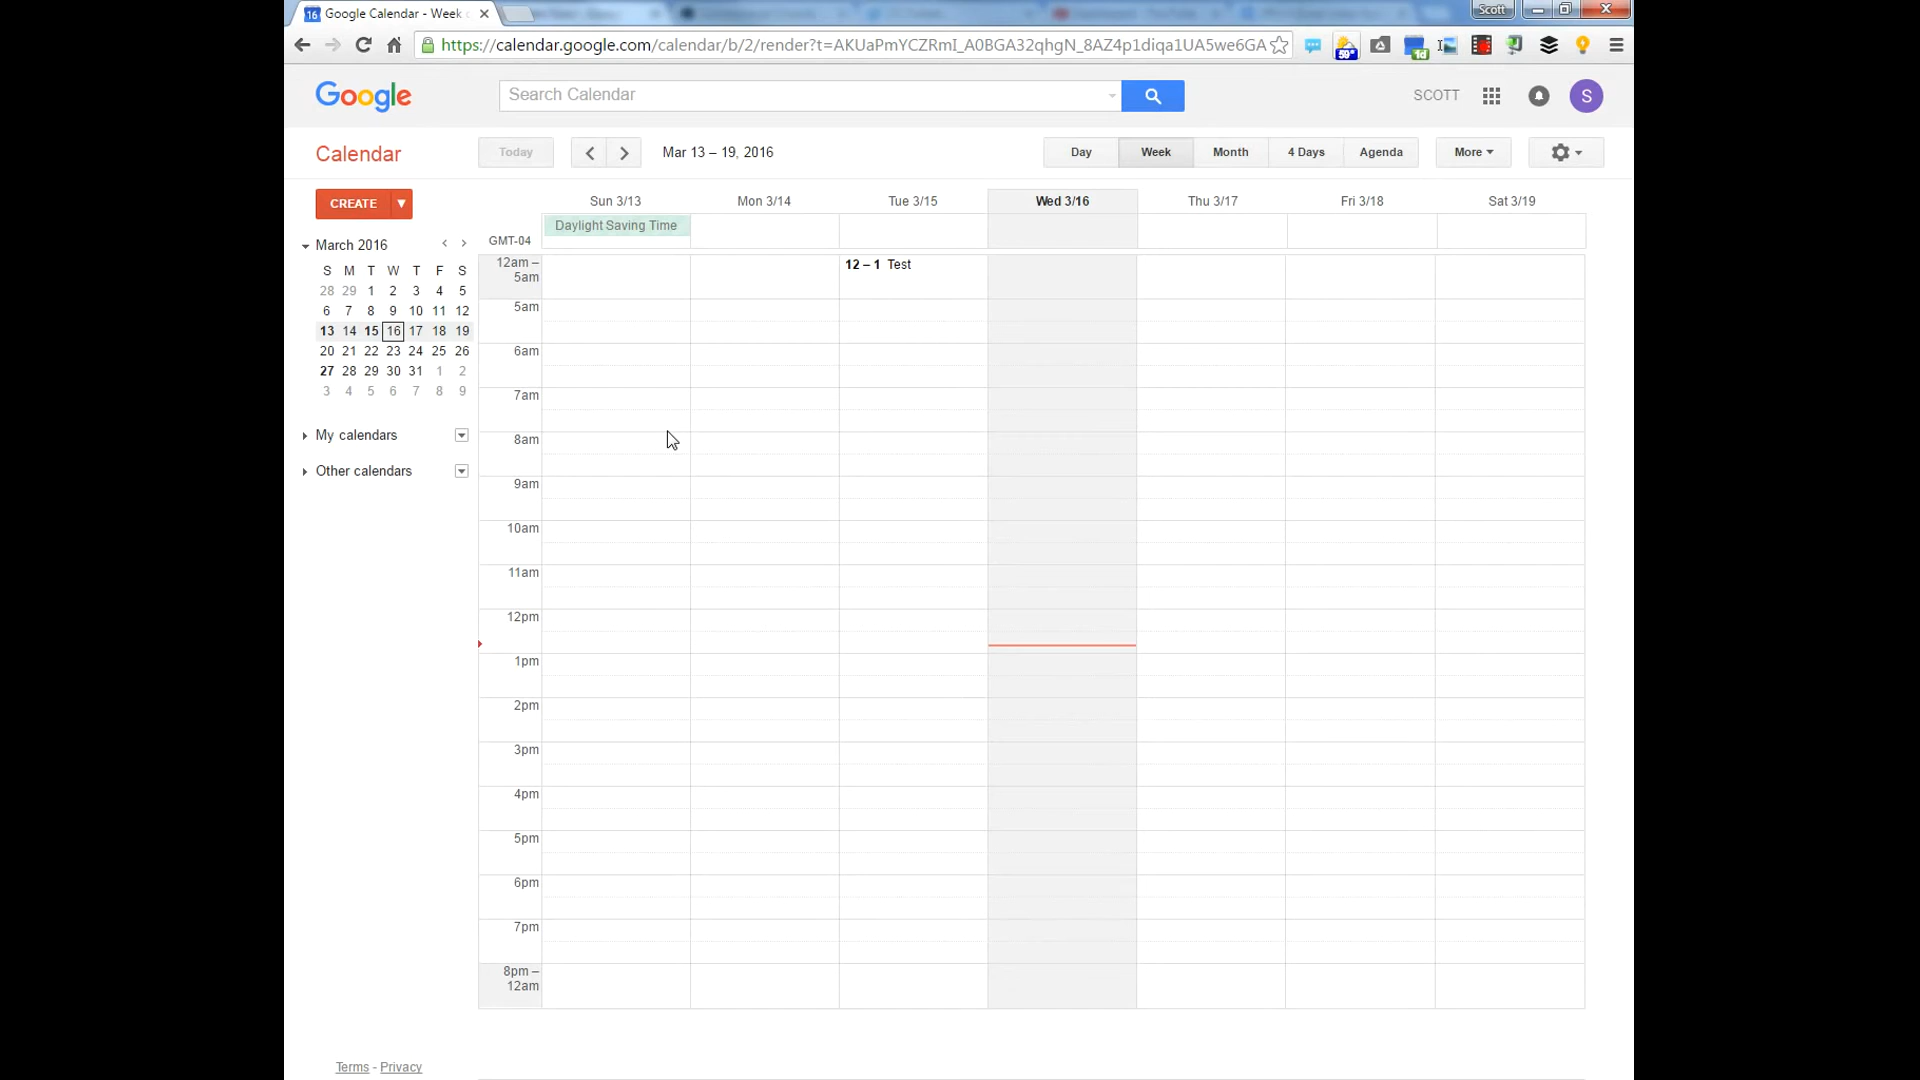 Google Calendar - Week
Scott
https://calendar.google.com/calendar/b/2/render?t=AKUaPmYCZRmI_A0BGA32qhgN_8AZ4p1diqa1UA5we6GA
59°
1d
Google
Search Calendar
SCOTT
S
Calendar
Today
Mar 13 – 19, 2016
Day
Week
Month
4 Days
Agenda
More
CREATE
Sun 3/13
Mon 3/14
Tue 3/15
Wed 3/16
Thu 3/17
Fri 3/18
Sat 3/19
Daylight Saving Time
GMT-04
March 2016
S M T W T F S
28 29 1 2 3 4 5
6 7 8 9 10 11 12
13 14 15 16 17 18 19
20 21 22 23 24 25 26
27 28 29 30 31 1 2
3 4 5 6 7 8 9
My calendars
Other calendars
12am –
5am
12 – 1 Test
5am
6am
7am
8am
9am
10am
11am
12pm
1pm
2pm
3pm
4pm
5pm
6pm
7pm
8pm –
12am
Terms - Privacy